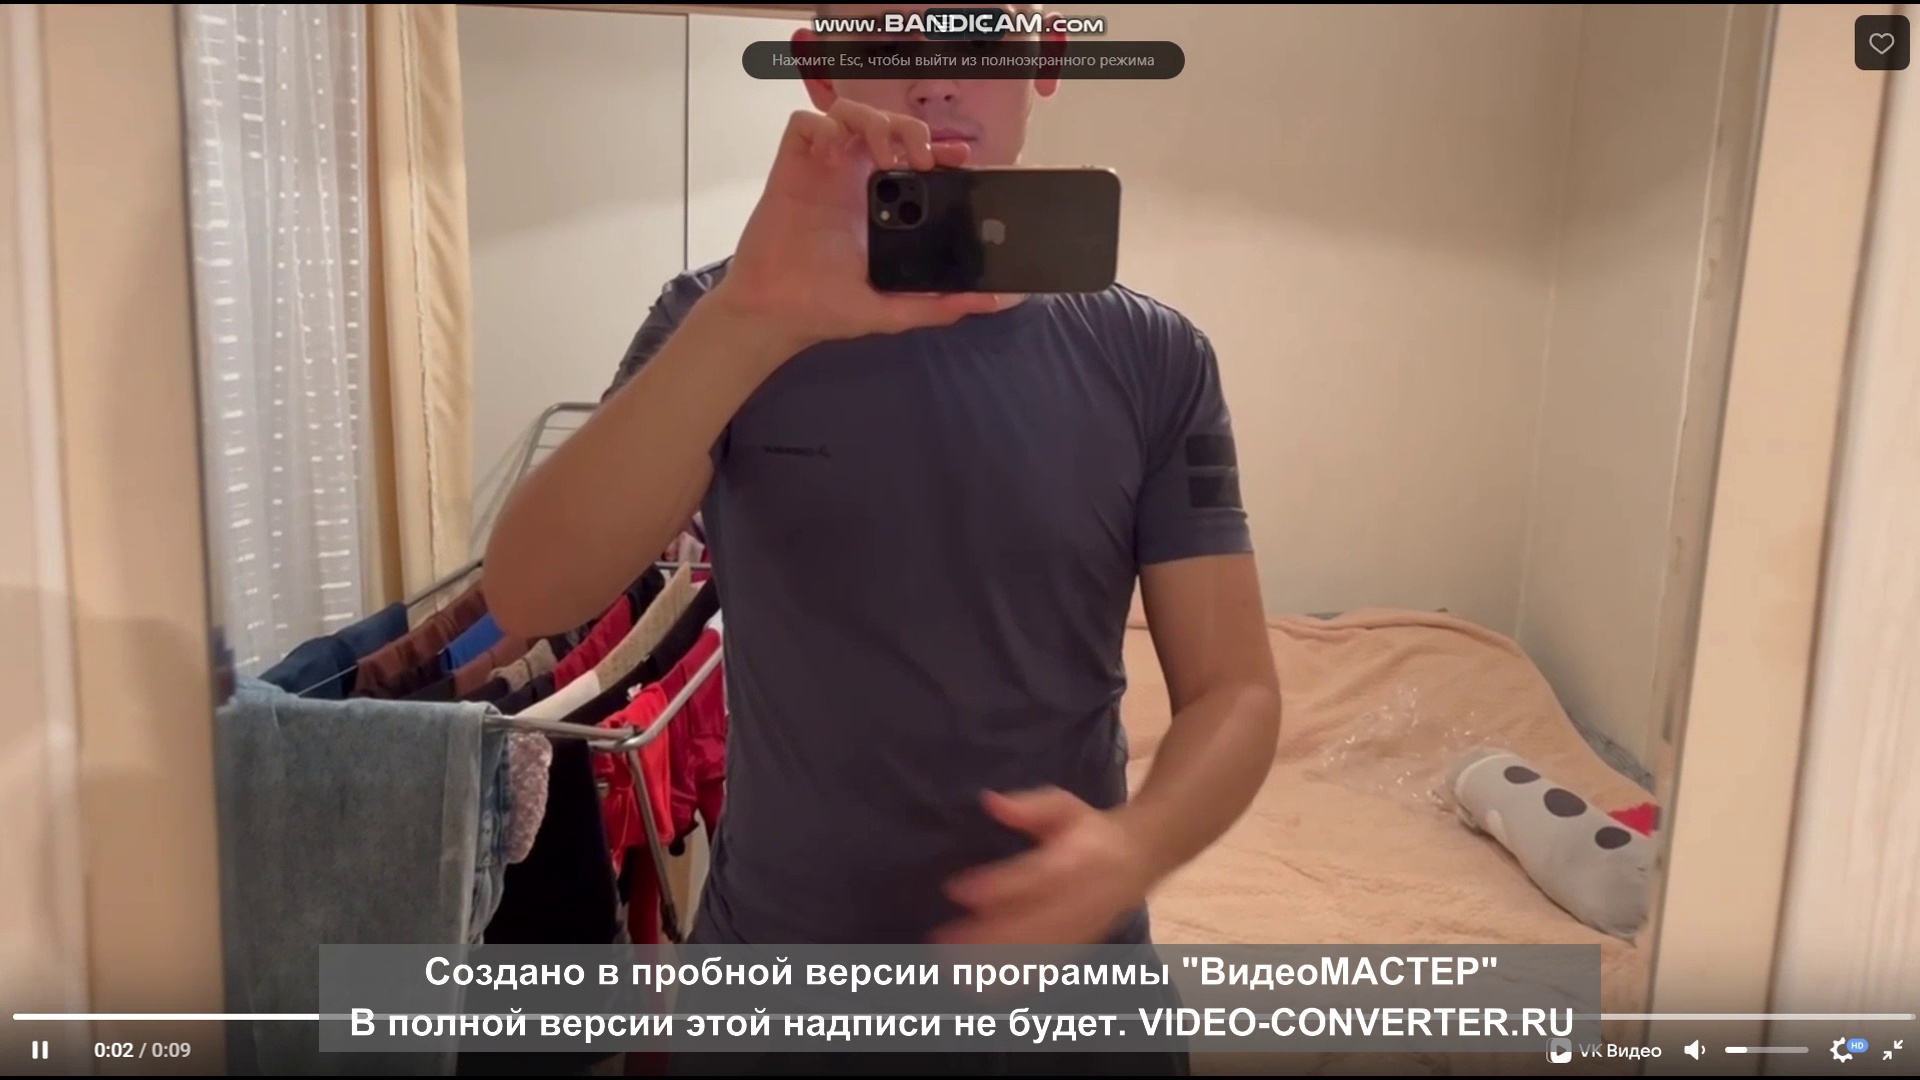 www.BANDICAM.com
Нажмите Esc, чтобы выйти из полноэкранного режима
Создано в пробной версии программы "ВидеоМАСТЕР"
В полной версии этой надписи не будет. VIDEO-CONVERTER.RU
0:02 / 0:09
VK Видео
HD